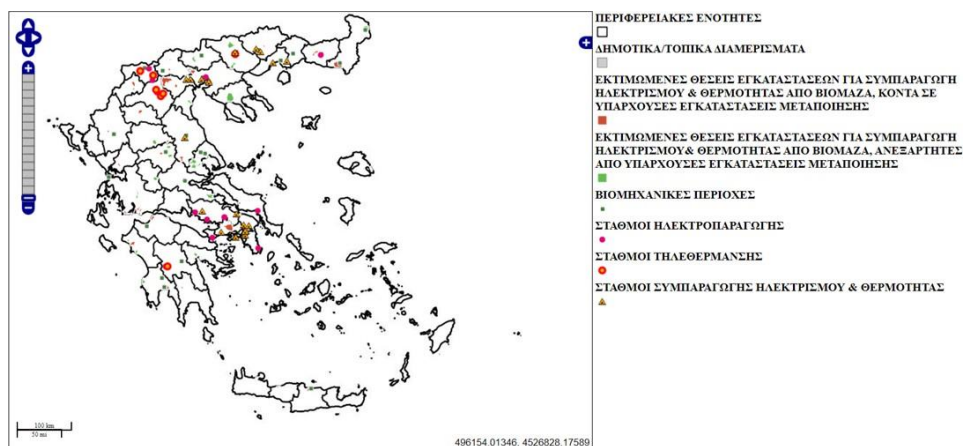 ΠΕΡΙΦΕΡΕΙΑΚΕΣ ΕΝΟΤΗΤΕΣ
ΔΗΜΟΤΙΚΑ/ΤΟΠΙΚΑ ΔΙΑΜΕΡΙΣΜΑΤΑ
ΕΚΤΙΜΩΜΕΝΕΣ ΘΕΣΕΙΣ ΕΓΚΑΤΑΣΤΑΣΕΩΝ ΓΙΑ ΣΥΜΠΑΡΑΓΩΓΗ
ΗΛΕΚΤΡΙΣΜΟΥ & ΘΕΡΜΟΤΗΤΑΣ ΑΠΟ ΒΙΟΜΑΖΑ, ΚΟΝΤΑ ΣΕ
ΥΠΑΡΧΟΥΣΕΣ ΕΓΚΑΤΑΣΤΑΣΕΙΣ ΜΕΤΑΠΟΙΗΣΗΣ
ΕΚΤΙΜΩΜΕΝΕΣ ΘΕΣΕΙΣ ΕΓΚΑΤΑΣΤΑΣΕΩΝ ΓΙΑ ΣΥΜΠΑΡΑΓΩΓΗ
ΗΛΕΚΤΡΙΣΜΟΥ& ΘΕΡΜΟΤΗΤΑΣ ΑΠΟ ΒΙΟΜΑΖΑ, ΑΝΕΞΑΡΤΗΤΕΣ
ΑΠΟ ΥΠΑΡΧΟΥΣΕΣ ΕΓΚΑΤΑΣΤΑΣΕΙΣ ΜΕΤΑΠΟΙΗΣΗΣ
ΒΙΟΜΗΧΑΝΙΚΕΣ ΠΕΡΙΟΧΕΣ
ΣΤΑΘΜΟΙ ΗΛΕΚΤΡΟΠΑΡΑΓΩΓΗΣ
ΣΤΑΘΜΟΙ ΤΗΛΕΘΕΡΜΑΝΣΗΣ
ΣΤΑΘΜΟΙ ΣΥΜΠΑΡΑΓΩΓΗΣ ΗΛΕΚΤΡΙΣΜΟΥ & ΘΕΡΜΟΤΗΤΑΣ
100 km
50 mi
496154.01346, 4526828.17589